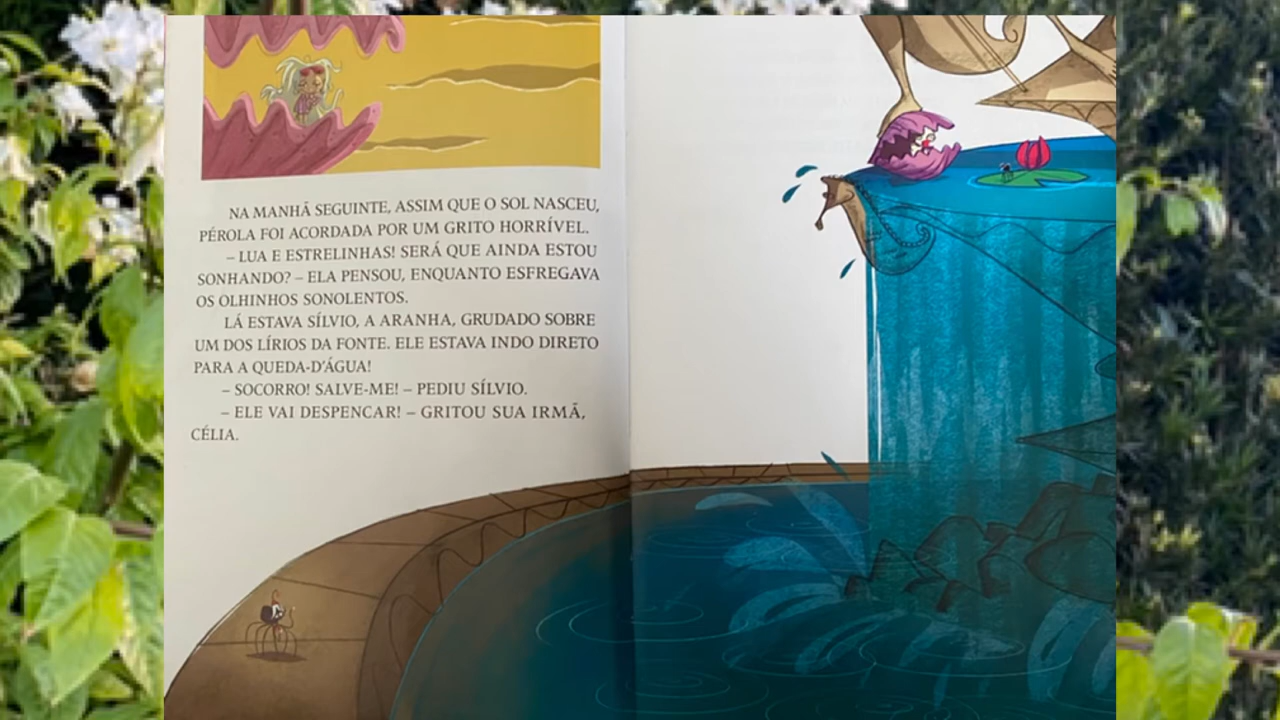 NA MANHÃ SEGUINTE, ASSIM QUE O SOL NASCEU,
PÉROLA FOI ACORDADA POR UM GRITO HORRÍVEL.
– LUA E ESTRELINHAS! SERÁ QUE AINDA ESTOU
SONHANDO? – ELA PENSOU, ENQUANTO ESFREGAVA
OS OLHINHOS SONOLENTOS.
LÁ ESTAVA SÍLVIO, A ARANHA, GRUDADO SOBRE
UM DOS LÍRIOS DA FONTE. ELE ESTAVA INDO DIRETO
PARA A QUEDA-D'ÁGUA!
– SOCORRO! SALVE-ME! – PEDIU SÍLVIO.
– ELE VAI DESPENCAR! – GRITOU SUA IRMÃ,
CÉLIA.